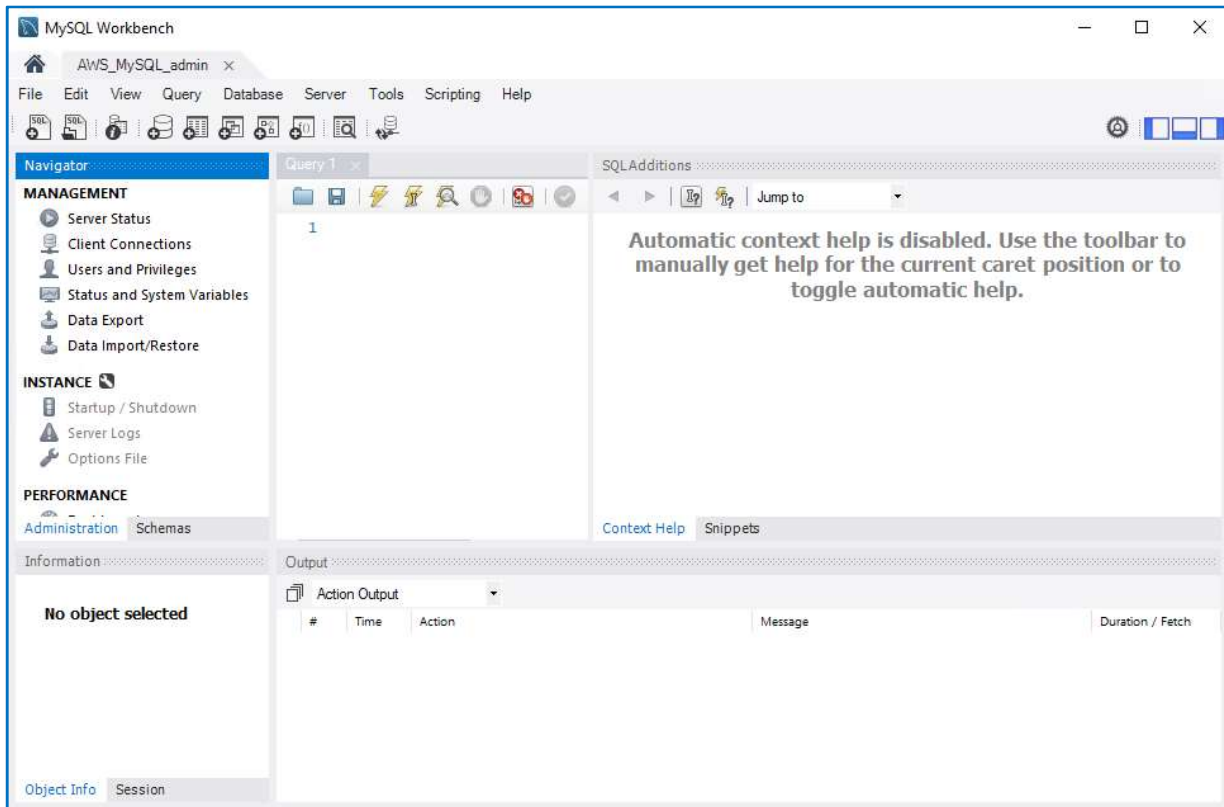 MySQL Workbench
AWS_MySQL_admin
File Edit View Query Database Server Tools Scripting Help
SQL SQL
Navigator
MANAGEMENT
Server Status
Client Connections
Users and Privileges
Status and System Variables
Data Export
Data Import/Restore
INSTANCE
Startup / Shutdown
Server Logs
Options File
PERFORMANCE
Administration Schemas
Query 1
1
SQLAdditions
Jump to
Automatic context help is disabled. Use the toolbar to
manually get help for the current caret position or to
toggle automatic help.
Context Help Snippets
Information
No object selected
Object Info Session
Output
Action Output
# Time Action Message Duration / Fetch